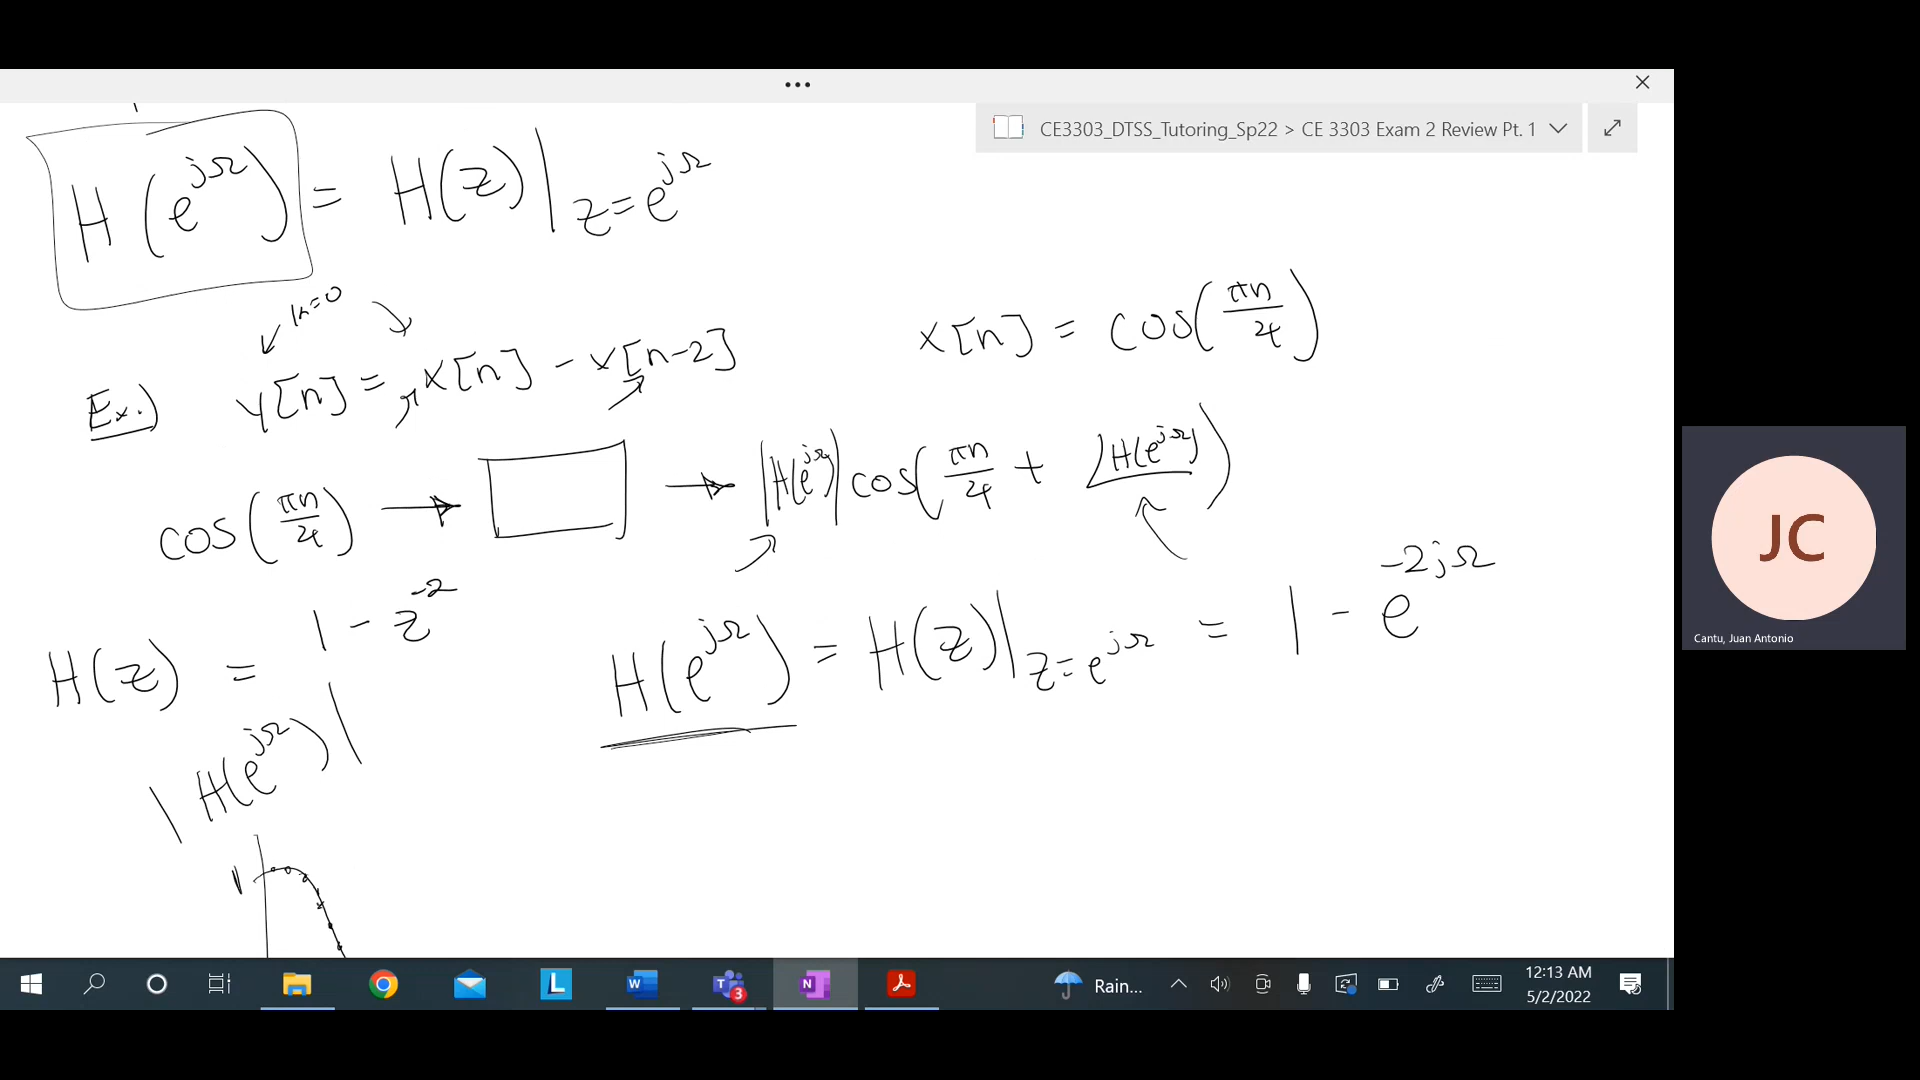 CE3303_DTSS_Tutoring_Sp22 > CE 3303 Exam 2 Review Pt. 1
H(e^{jΩ}) = H(z)|_{z=e^{jΩ}}
n=0
Ex.) y[n] = x[n] - x[n-2]
x[n] = cos(πn/4)
cos(πn/4) → |H(e^{jΩ})| cos(πn/4 + ∠H(e^{jΩ}))
H(z) = 1 - z^{-2}
H(e^{jΩ}) = H(z)|_{z=e^{jΩ}} = 1 - e^{-2jΩ}
|H(e^{jΩ})|
1
JC
Cantu, Juan Antonio
L
W
T
3
N
Rain...
12:13 AM
5/2/2022